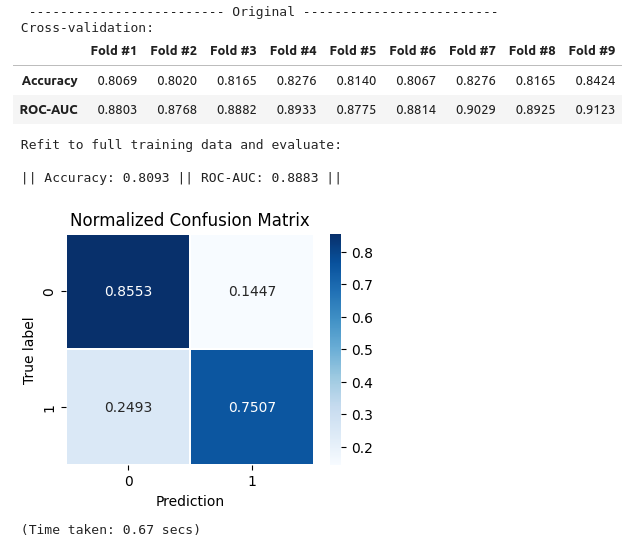 ------------------------- Original -------------------------
Cross-validation:
Fold #1 Fold #2 Fold #3 Fold #4 Fold #5 Fold #6 Fold #7 Fold #8 Fold #9
Accuracy 0.8069 0.8020 0.8165 0.8276 0.8140 0.8067 0.8276 0.8165 0.8424
ROC-AUC 0.8803 0.8768 0.8882 0.8933 0.8775 0.8814 0.9029 0.8925 0.9123
Refit to full training data and evaluate:
|| Accuracy: 0.8093 || ROC-AUC: 0.8883 ||
Normalized Confusion Matrix
True label
0
0.8553 0.1447
1
0.2493 0.7507
0 1
Prediction
0.8
0.7
0.6
0.5
0.4
0.3
0.2
(Time taken: 0.67 secs)